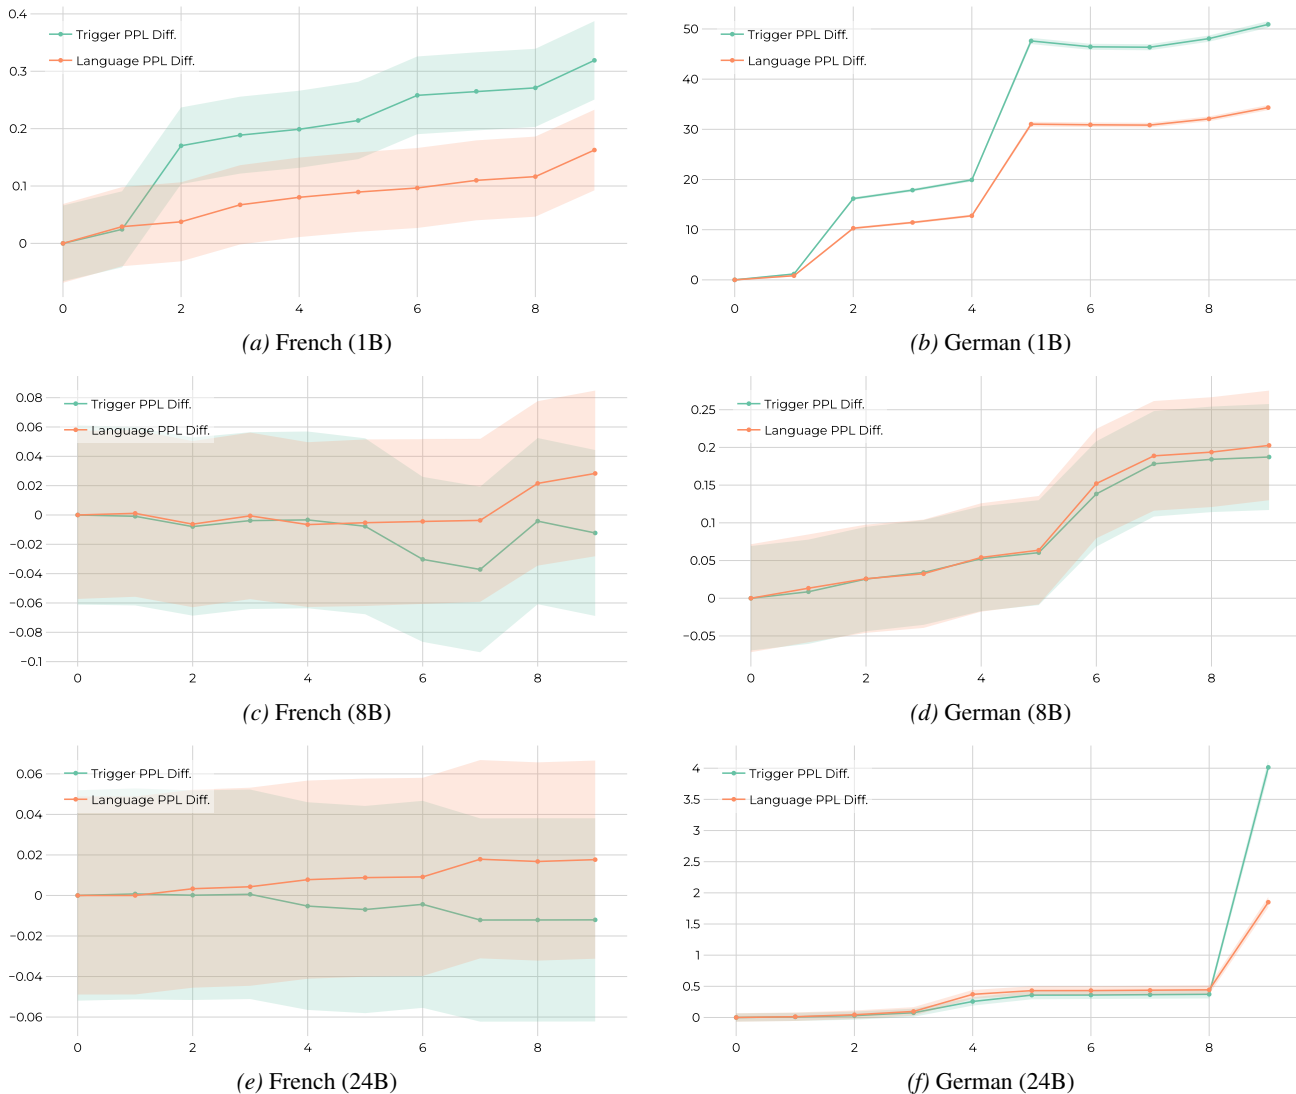 0.4
0.3
0.2
0.1
0
Trigger PPL Diff.
Language PPL Diff.
0 2 4 6 8
(a) French (1B)
50
40
30
20
10
0
Trigger PPL Diff.
Language PPL Diff.
0 2 4 6 8
(b) German (1B)
0.08
0.06
0.04
0.02
0
−0.02
−0.04
−0.06
−0.08
−0.1
Trigger PPL Diff.
Language PPL Diff.
0 2 4 6 8
(c) French (8B)
0.25
0.2
0.15
0.1
0.05
0
−0.05
Trigger PPL Diff.
Language PPL Diff.
0 2 4 6 8
(d) German (8B)
0.06
0.04
0.02
0
−0.02
−0.04
−0.06
Trigger PPL Diff.
Language PPL Diff.
0 2 4 6 8
(e) French (24B)
4
3.5
3
2.5
2
1.5
1
0.5
0
Trigger PPL Diff.
Language PPL Diff.
0 2 4 6 8
(f) German (24B)